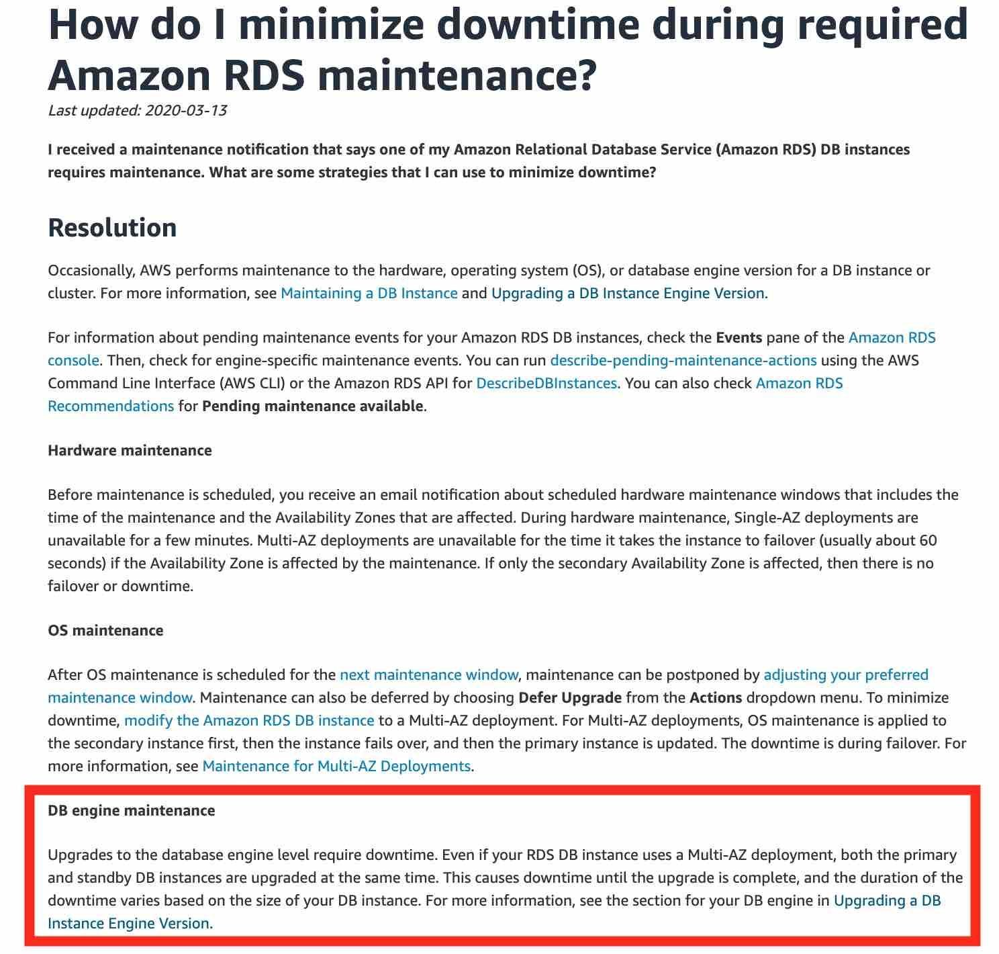 How do I minimize downtime during required
Amazon RDS maintenance?
Last updated: 2020-03-13
I received a maintenance notification that says one of my Amazon Relational Database Service (Amazon RDS) DB instances
requires maintenance. What are some strategies that I can use to minimize downtime?
Resolution
Occasionally, AWS performs maintenance to the hardware, operating system (OS), or database engine version for a DB instance or
cluster. For more information, see Maintaining a DB Instance and Upgrading a DB Instance Engine Version.
For information about pending maintenance events for your Amazon RDS DB instances, check the Events pane of the Amazon RDS
console. Then, check for engine-specific maintenance events. You can run describe-pending-maintenance-actions using the AWS
Command Line Interface (AWS CLI) or the Amazon RDS API for DescribeDBInstances. You can also check Amazon RDS
Recommendations for Pending maintenance available.
Hardware maintenance
Before maintenance is scheduled, you receive an email notification about scheduled hardware maintenance windows that includes the
time of the maintenance and the Availability Zones that are affected. During hardware maintenance, Single-AZ deployments are
unavailable for a few minutes. Multi-AZ deployments are unavailable for the time it takes the instance to failover (usually about 60
seconds) if the Availability Zone is affected by the maintenance. If only the secondary Availability Zone is affected, then there is no
failover or downtime.
OS maintenance
After OS maintenance is scheduled for the next maintenance window, maintenance can be postponed by adjusting your preferred
maintenance window. Maintenance can also be deferred by choosing Defer Upgrade from the Actions dropdown menu. To minimize
downtime, modify the Amazon RDS DB instance to a Multi-AZ deployment. For Multi-AZ deployments, OS maintenance is applied to
the secondary instance first, then the instance fails over, and then the primary instance is updated. The downtime is during failover. For
more information, see Maintenance for Multi-AZ Deployments.
DB engine maintenance
Upgrades to the database engine level require downtime. Even if your RDS DB instance uses a Multi-AZ deployment, both the primary
and standby DB instances are upgraded at the same time. This causes downtime until the upgrade is complete, and the duration of the
downtime varies based on the size of your DB instance. For more information, see the section for your DB engine in Upgrading a DB
Instance Engine Version.